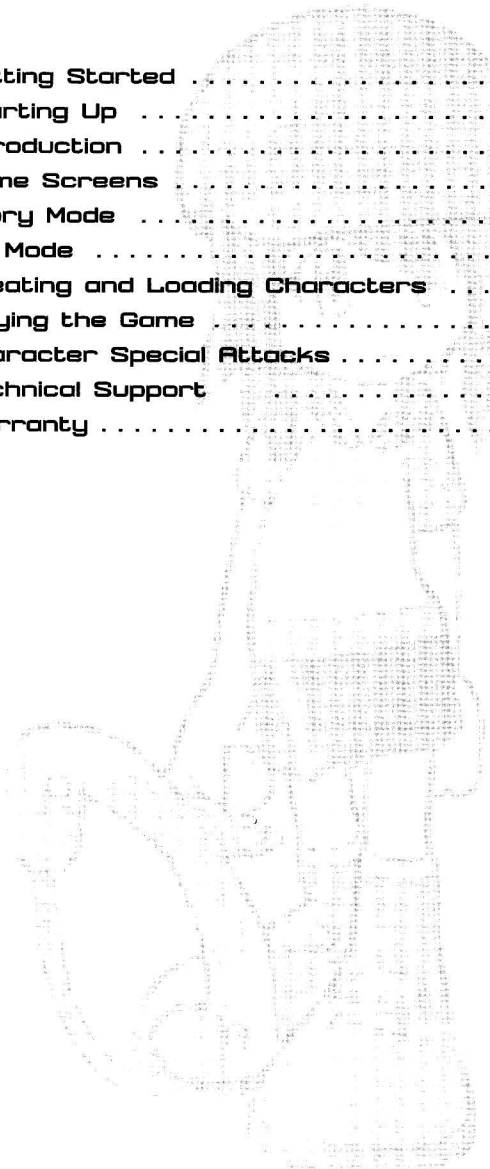 tting Started . . . . . . . . . . . . . . . . . .
arting Up . . . . . . . . . . . . . . . . . . . . .
roduction . . . . . . . . . . . . . . . . . . . . .
me Screens . . . . . . . . . . . . . . . . . . .
ory Mode . . . . . . . . . . . . . . . . . . . . .
Mode . . . . . . . . . . . . . . . . . . . . . . . .
eating and Loading Characters . . .
ying the Game . . . . . . . . . . . . . . . . .
aracter Special Attacks . . . . . . . . .
chnical Support . . . . . . . . . . . . .
rranty . . . . . . . . . . . . . . . . . . . . . . . .